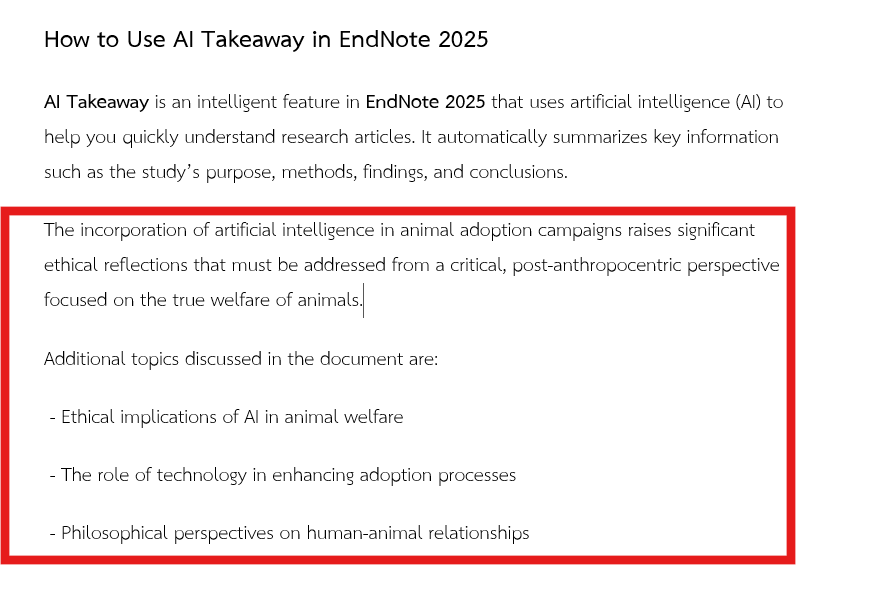 How to Use AI Takeaway in EndNote 2025
AI Takeaway is an intelligent feature in EndNote 2025 that uses artificial intelligence (AI) to
help you quickly understand research articles. It automatically summarizes key information
such as the study’s purpose, methods, findings, and conclusions.
The incorporation of artificial intelligence in animal adoption campaigns raises significant
ethical reflections that must be addressed from a critical, post-anthropocentric perspective
focused on the true welfare of animals.
Additional topics discussed in the document are:
- Ethical implications of AI in animal welfare
- The role of technology in enhancing adoption processes
- Philosophical perspectives on human-animal relationships